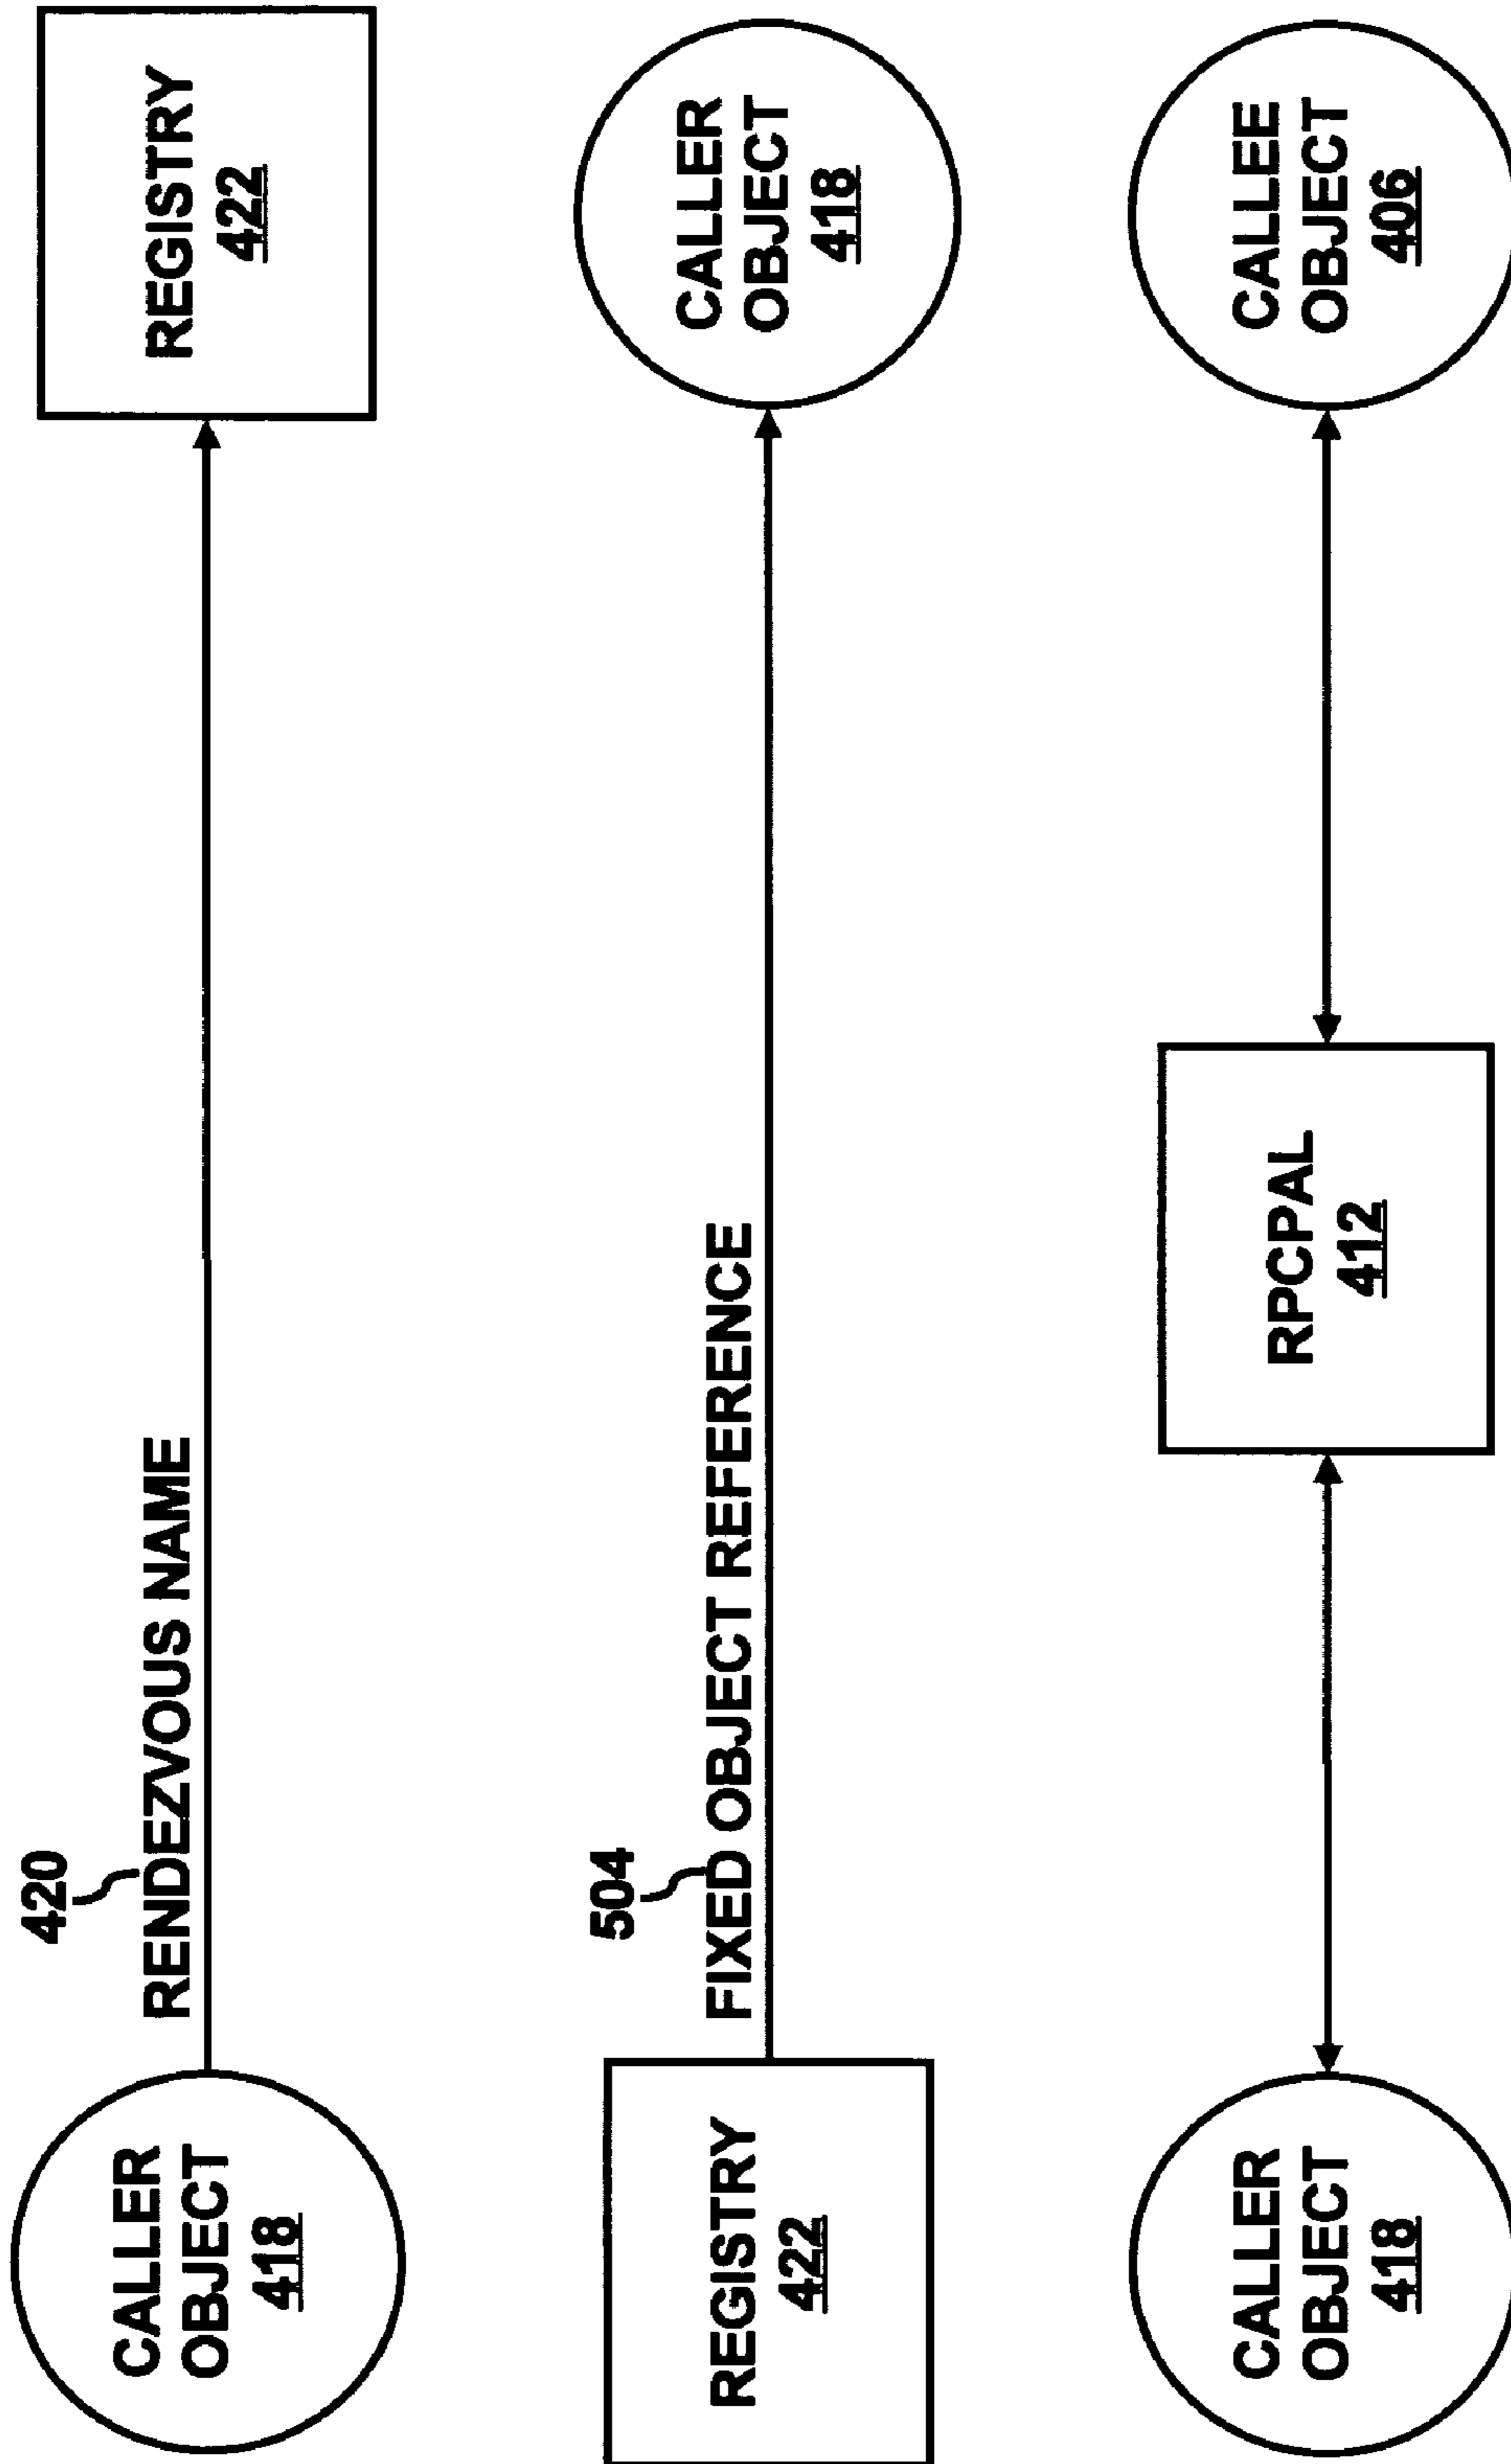 420
RENDEZVOUS NAME
CALLER
OBJECT
418
REGISTRY
422
504
FIXED OBJECT REFERENCE
REGISTRY
422
CALLER
OBJECT
418
CALLER
OBJECT
418
RPCPAL
412
CALLEE
OBJECT
406